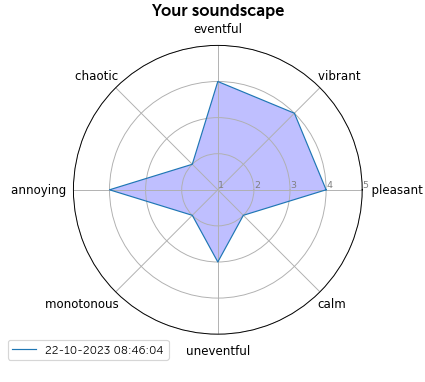 Your soundscape
eventful
chaotic
vibrant
annoying
1
2
3
4
5
pleasant
monotonous
calm
22-10-2023 08:46:04
uneventful